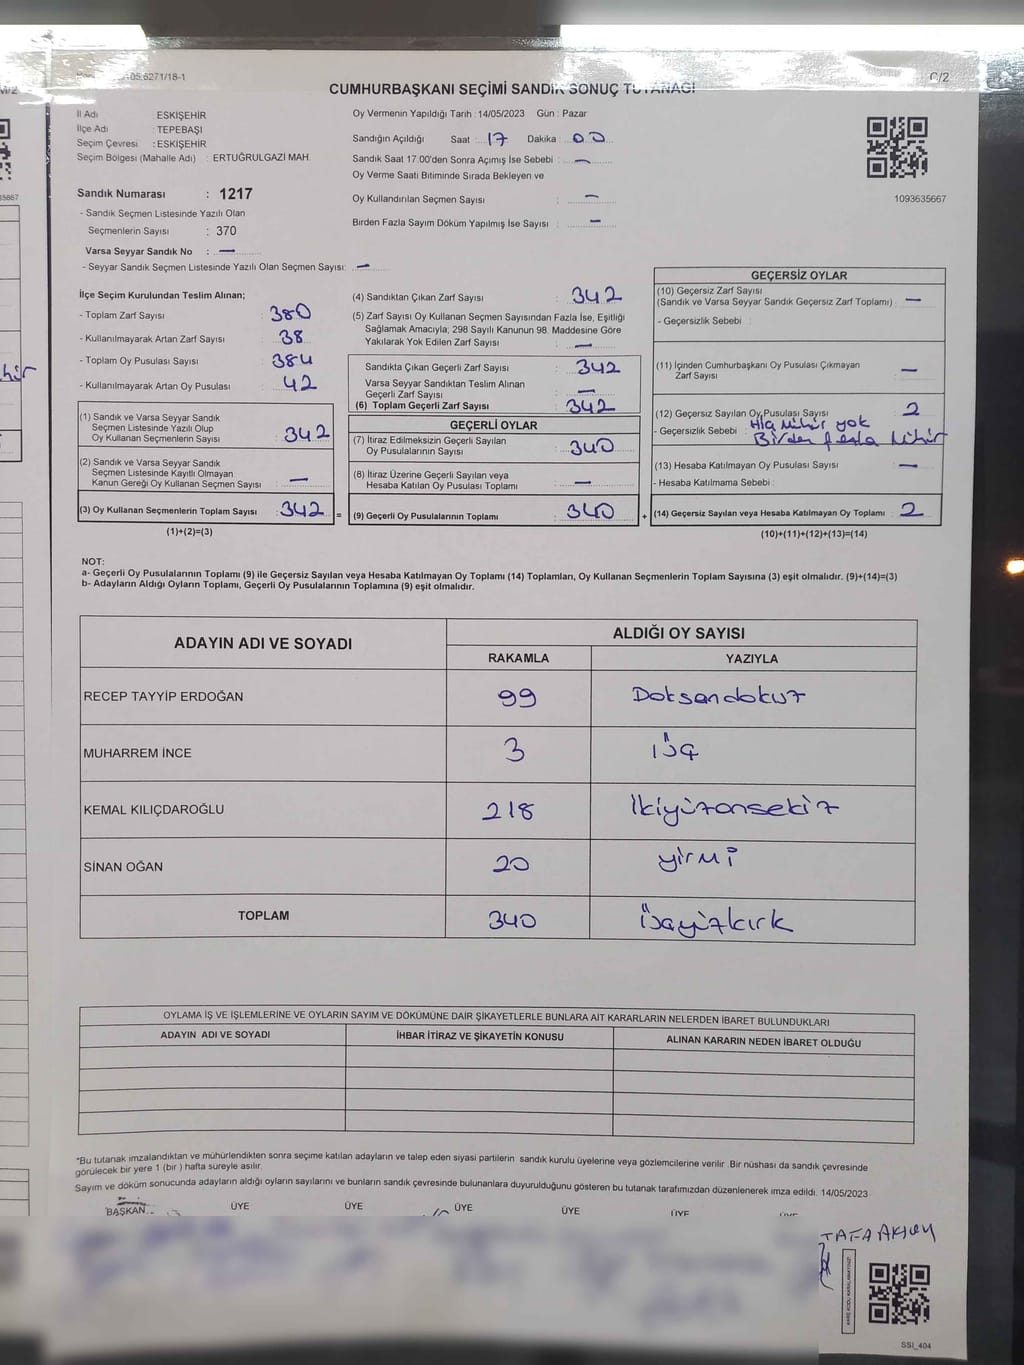 C/2
CUMHURBAŞKANI SEÇİMİ SANDIK SONUÇ TUTANAĞI
İl Adı ESKİŞEHİR
İlçe Adı : TEPEBAŞI
Seçim Çevresi : ESKİŞEHİR
Seçim Bölgesi (Mahalle Adı) : ERTUĞRULGAZİ MAH.
Sandık Numarası : 1217
- Sandık Seçmen Listesinde Yazılı Olan
Seçmenlerin Sayısı : 370
Varsa Seyyar Sandık No : —
- Seyyar Sandık Seçmen Listesinde Yazılı Olan Seçmen Sayısı: —
Oy Vermenin Yapıldığı Tarih : 14/05/2023 Gün : Pazar
Sandığın Açıldığı Saat : 17 Dakika : 00
Sandık Saat 17.00'den Sonra Açımış İse Sebebi : —
Oy Verme Saati Bitiminde Sırada Bekleyen ve
Oy Kullandırılan Seçmen Sayısı : —
Birden Fazla Sayım Döküm Yapılmış İse Sayısı : —
1093635667
İlçe Seçim Kurulundan Teslim Alınan;
- Toplam Zarf Sayısı : 380
- Kullanılmayarak Artan Zarf Sayısı : 38
- Toplam Oy Pusulası Sayısı : 384
- Kullanılmayarak Artan Oy Pusulası : 42
(1) Sandık ve Varsa Seyyar Sandık
Seçmen Listesinde Yazılı Olup
Oy Kullanan Seçmenlerin Sayısı : 342
(2) Sandık ve Varsa Seyyar Sandık
Seçmen Listesinde Kayıtlı Olmayan
Kanun Gereği Oy Kullanan Seçmen Sayısı : —
(3) Oy Kullanan Seçmenlerin Toplam Sayısı : 342 =
(1)+(2)=(3)
(4) Sandıktan Çıkan Zarf Sayısı : 342
(5) Zarf Sayısı Oy Kullanan Seçmen Sayısından Fazla İse, Eşitliği
Sağlamak Amacıyla; 298 Sayılı Kanunun 98. Maddesine Göre
Yakılarak Yok Edilen Zarf Sayısı : —
Sandıkta Çıkan Geçerli Zarf Sayısı : 342
Varsa Seyyar Sandıktan Teslim Alınan
Geçerli Zarf Sayısı : —
(6) Toplam Geçerli Zarf Sayısı : 342
GEÇERLİ OYLAR
(7) İtiraz Edilmeksizin Geçerli Sayılan
Oy Pusulalarının Sayısı : 340
(8) İtiraz Üzerine Geçerli Sayılan veya
Hesaba Katılan Oy Pusulası Toplamı : —
(9) Geçerli Oy Pusulalarının Toplamı : 340 +
GEÇERSİZ OYLAR
(10) Geçersiz Zarf Sayısı
(Sandık ve Varsa Seyyar Sandık Geçersiz Zarf Toplamı) : —
- Geçersizlik Sebebi :
(11) İçinden Cumhurbaşkanı Oy Pusulası Çıkmayan
Zarf Sayısı : —
(12) Geçersiz Sayılan Oy Pusulası Sayısı : 2
- Geçersizlik Sebebi : Hiç Mühür yok
Birden fazla Mühür
(13) Hesaba Katılmayan Oy Pusulası Sayısı : —
- Hesaba Katılmama Sebebi :
(14) Geçersiz Sayılan veya Hesaba Katılmayan Oy Toplamı : 2
(10)+(11)+(12)+(13)=(14)
NOT:
a- Geçerli Oy Pusulalarının Toplamı (9) ile Geçersiz Sayılan veya Hesaba Katılmayan Oy Toplamı (14) Toplamları, Oy Kullanan Seçmenlerin Toplam Sayısına (3) eşit olmalıdır. (9)+(14)=(3)
b- Adayların Aldığı Oyların Toplamı, Geçerli Oy Pusulalarının Toplamına (9) eşit olmalıdır.
ADAYIN ADI VE SOYADI ALDIĞI OY SAYISI
RAKAMLA YAZIYLA
RECEP TAYYİP ERDOĞAN 99 Doksandokuz
MUHARREM İNCE 3 üç
KEMAL KILIÇDAROĞLU 218 İkiyüzonsekiz
SİNAN OĞAN 20 yirmi
TOPLAM 340 üçyüzkırk
OYLAMA İŞ VE İŞLEMLERİNE VE OYLARIN SAYIM VE DÖKÜMÜNE DAİR ŞİKAYETLERLE BUNLARA AİT KARARLARIN NELERDEN İBARET BULUNDUKLARI
ADAYIN ADI VE SOYADI İHBAR İTİRAZ VE ŞİKAYETİN KONUSU ALINAN KARARIN NEDEN İBARET OLDUĞU
*Bu tutanak imzalandıktan ve mühürlendikten sonra seçime katılan adayların ve talep eden siyasi partilerin sandık kurulu üyelerine veya gözlemcilerine verilir. Bir nüshası da sandık çevresinde
görülecek bir yere 1 (bir) hafta süreyle asılır.
Sayım ve döküm sonucunda adayların aldığı oyların sayılarını ve bunların sandık çevresinde bulunanlara duyurulduğunu gösteren bu tutanak tarafımızdan düzenlenerek imza edildi. 14/05/2023
BAŞKAN ÜYE ÜYE ÜYE ÜYE ÜYE ÜYE
TAFA AKSOY
SSI_404